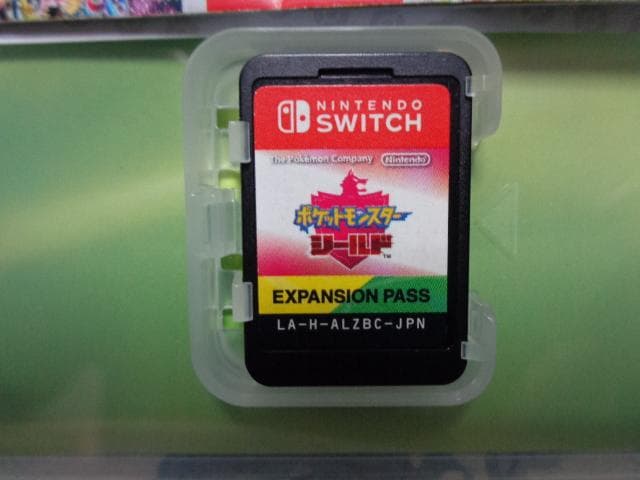 NINTENDO
SWITCH
The Pokémon Company Nintendo
ポケットモンスター
シールド
TM
EXPANSION PASS
LA-H-ALZBC-JPN